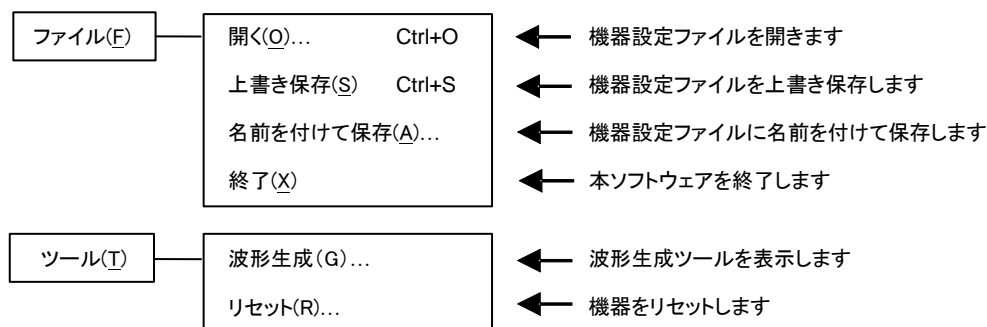 ファイル(F) 開く(O)... Ctrl+O 機器設定ファイルを開きます
上書き保存(S) Ctrl+S 機器設定ファイルを上書き保存します
名前を付けて保存(A)... 機器設定ファイルに名前を付けて保存します
終了(X) 本ソフトウェアを終了します
ツール(T) 波形生成(G)... 波形生成ツールを表示します
リセット(R)... 機器をリセットします